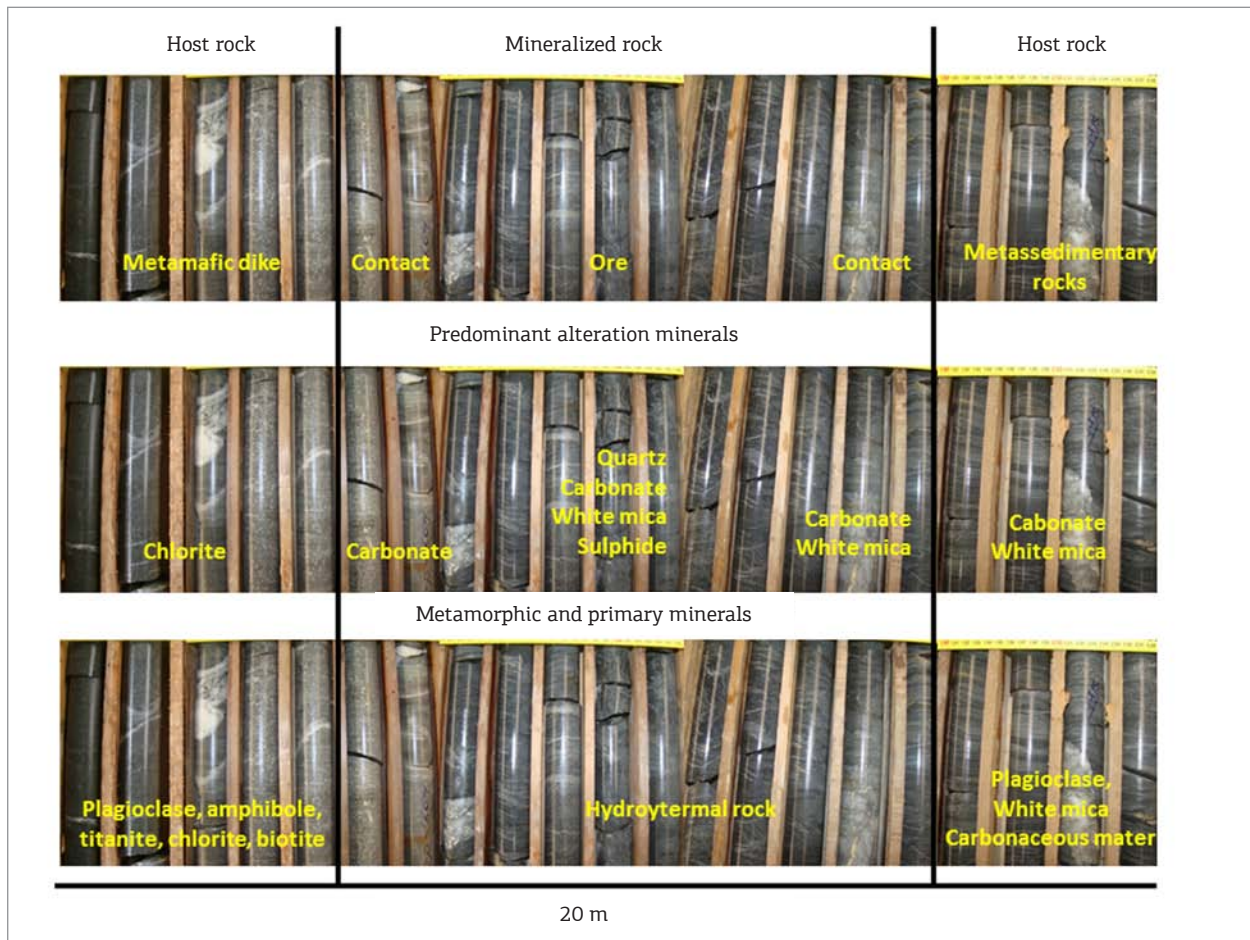 Host rock
Mineralized rock
Host rock
Metamafic dike
Contact
Ore
Contact
Metassedimentary
rocks
Predominant alteration minerals
Chlorite
Carbonate
Quartz
Carbonate
White mica
Sulphide
Carbonate
White mica
Cabonate
White mica
Metamorphic and primary minerals
Plagioclase, amphibole,
titanite, chlorite, biotite
Hydroytermal rock
Plagioclase,
White mica
Carbonaceous mater
20 m